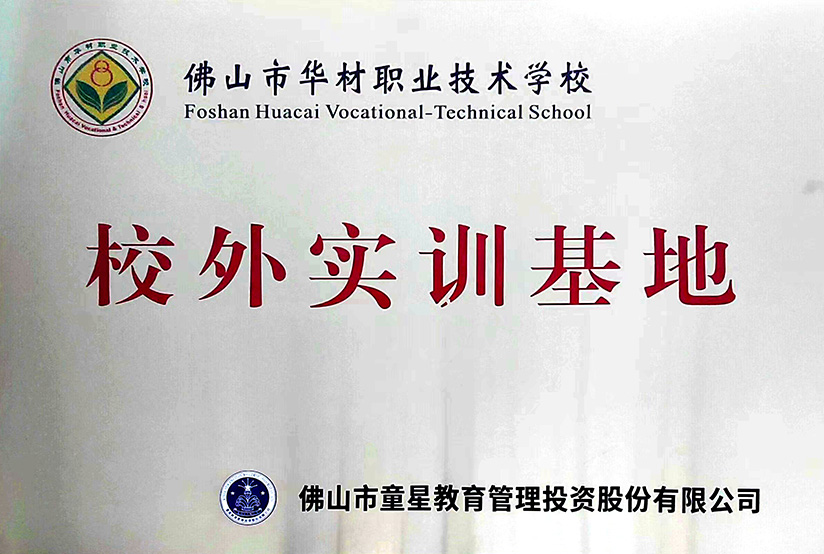 佛山市华材职业技术学校
Foshan Huacai Vocational-Technical School
校外实训基地
佛山市童星教育管理投资股份有限公司